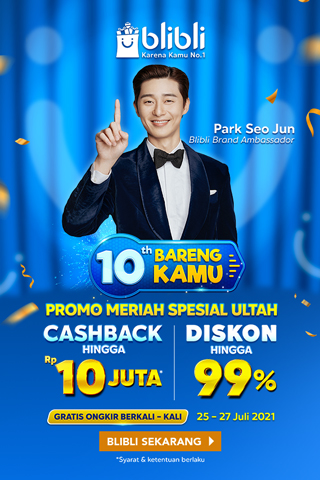 blibli
Karena Kamu No.1
Park Seo Jun
Blibli Brand Ambassador
10th BARENG KAMU
PROMO MERIAH SPESIAL ULTAH
CASHBACK HINGGA Rp 10 JUTA*
DISKON HINGGA 99%
GRATIS ONGKIR BERKALI - KALI
25 - 27 Juli 2021
BLIBLI SEKARANG
*Syarat & ketentuan berlaku